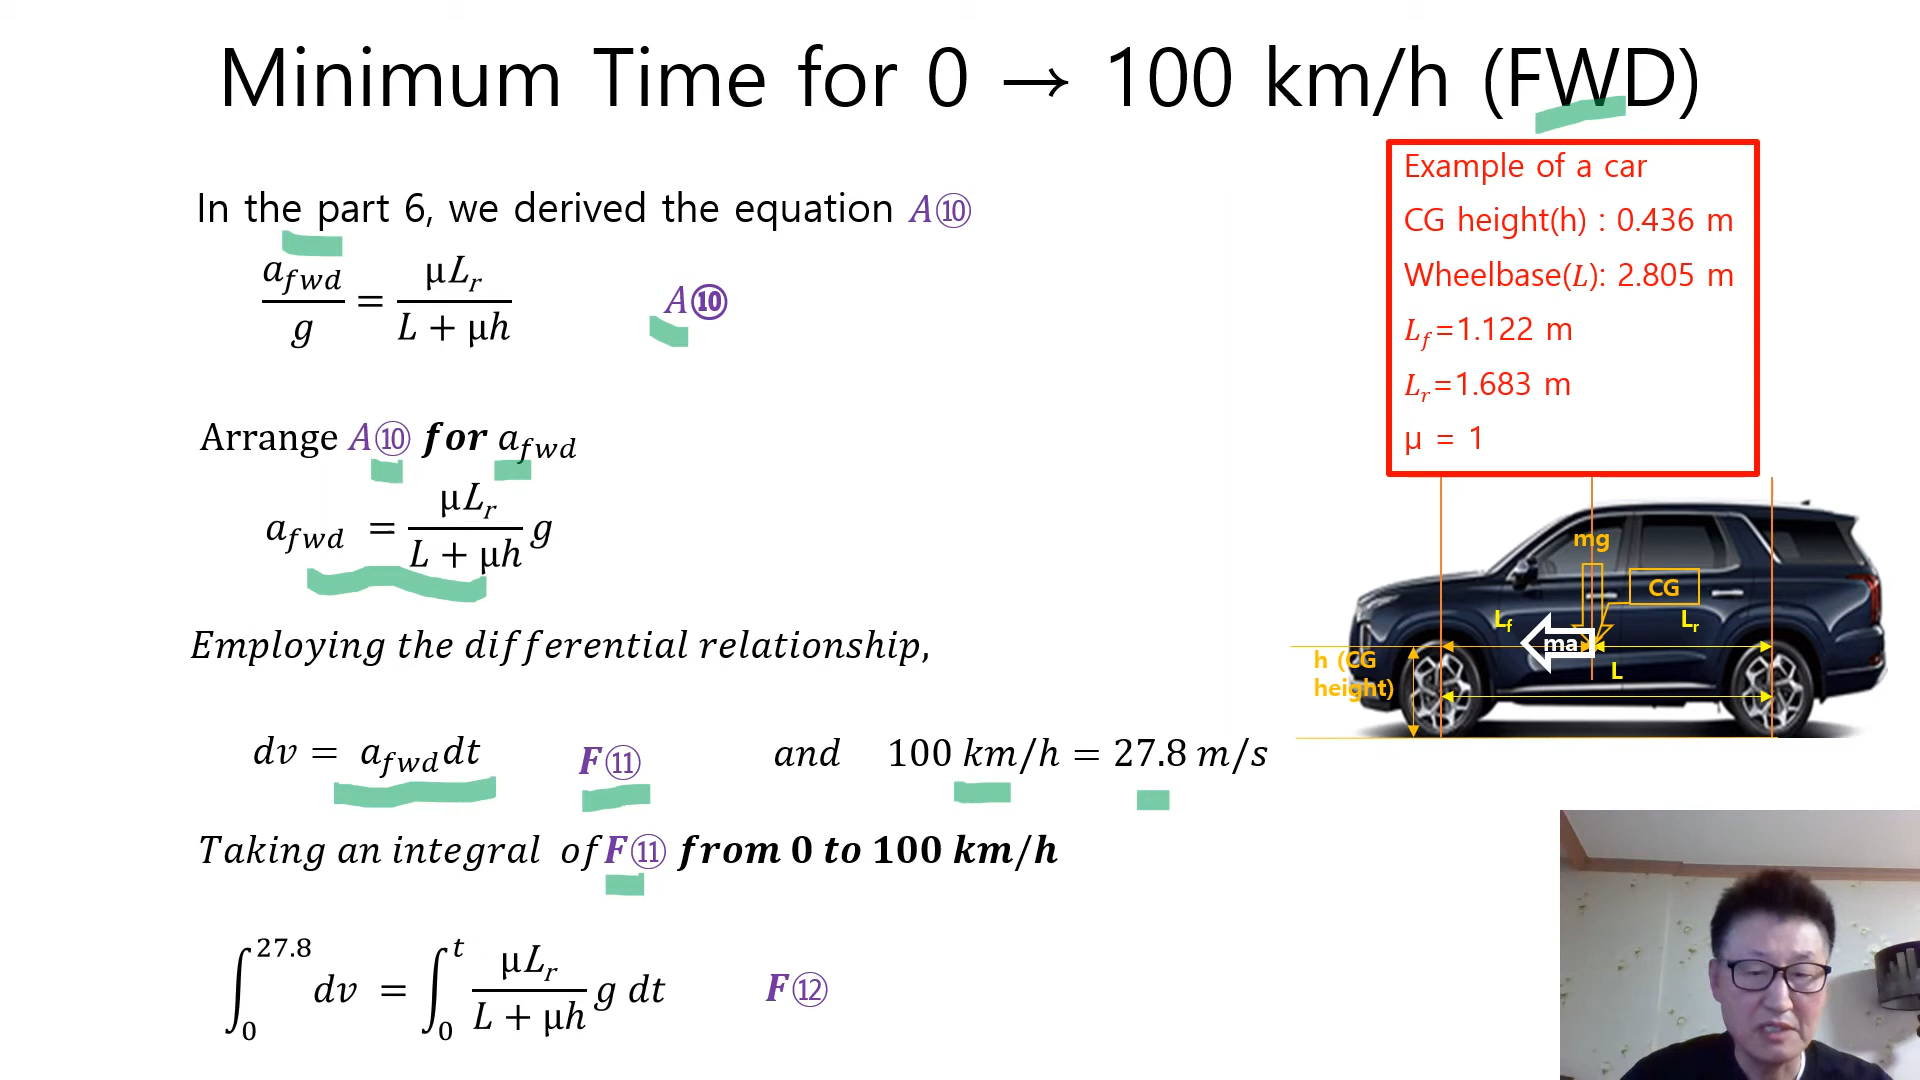 Minimum Time for 0 → 100 km/h (FWD)
In the part 6, we derived the equation A⑩
a_fwd / g = μL_r / (L + μh) A⑩
Arrange A⑩ for a_fwd
a_fwd = μL_r / (L + μh) g
Employing the differential relationship,
dv = a_fwd dt F⑪ and 100 km/h = 27.8 m/s
Taking an integral of F⑪ from 0 to 100 km/h
∫_0^27.8 dv = ∫_0^t μL_r / (L + μh) g dt F⑫
Example of a car
CG height(h) : 0.436 m
Wheelbase(L): 2.805 m
L_f=1.122 m
L_r=1.683 m
μ = 1
mg
CG
L_f
L_r
ma
h (CG
height)
L